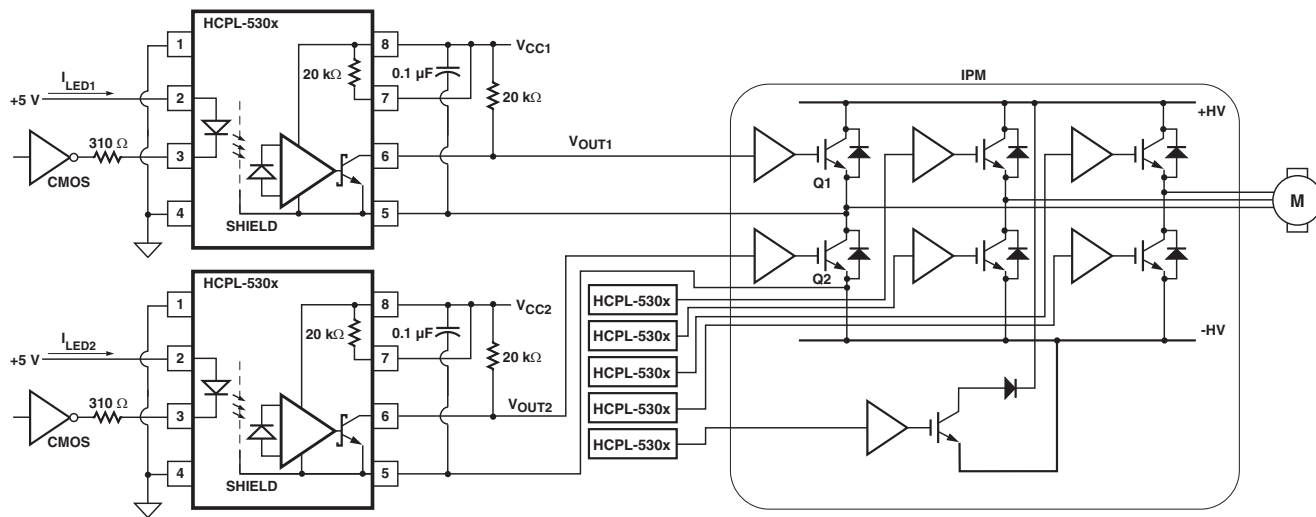 HCPL-530x
1
8
V_CC1
I_LED1
20 kΩ
0.1 µF
20 kΩ
+5 V
2
7
310 Ω
3
6
V_OUT1
CMOS
4
5
SHIELD
HCPL-530x
1
8
V_CC2
I_LED2
20 kΩ
0.1 µF
20 kΩ
+5 V
2
7
310 Ω
3
6
V_OUT2
CMOS
4
5
SHIELD
IPM
+HV
Q1
M
Q2
HCPL-530x
HCPL-530x
HCPL-530x
HCPL-530x
HCPL-530x
-HV